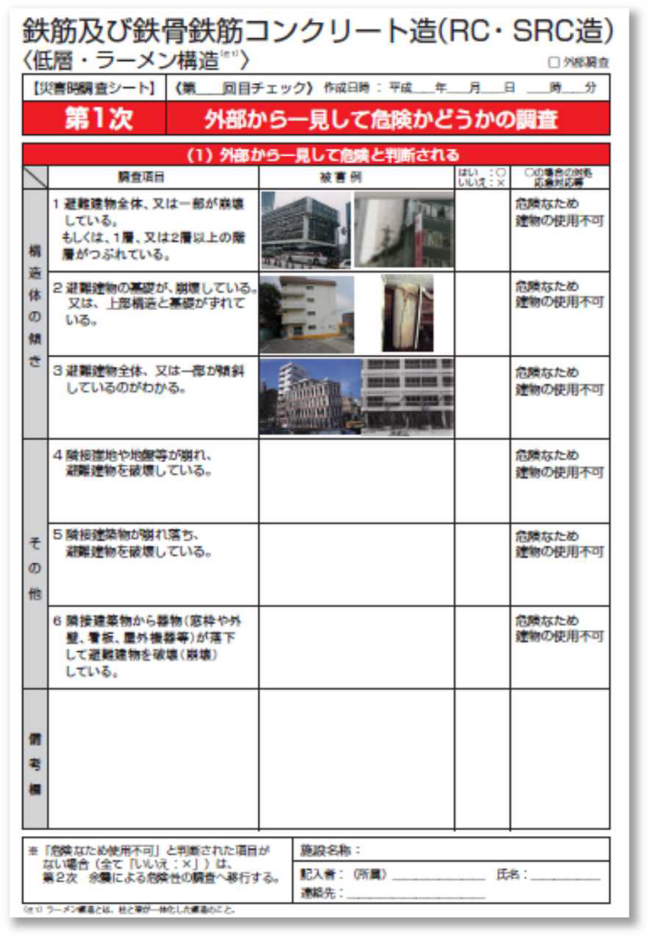 鉄筋及び鉄骨鉄筋コンクリート造(RC・SRC造)
〈低層・ラーメン構造(注1)〉
□ 外部調査
【災害時調査シート】 《第___回目チェック》 作成日時 : 平成___年___月___日 ___時___分
第1次 外部から一見して危険かどうかの調査
(1) 外部から一見して危険と判断される
調査項目 被害例 はい :○ ○の場合の対処
いいえ:× 応急対応等
構造体の傾き
1 避難建物全体、又は一部が崩壊
している。
もしくは、1層、又は2層以上の階
層がつぶれている。
危険なため
建物の使用不可
2 避難建物の基礎が、崩壊している。
又は、上部構造と基礎がずれて
いる。
危険なため
建物の使用不可
3 避難建物全体、又は一部が傾斜
しているのがわかる。
危険なため
建物の使用不可
その他
4 隣接崖地や地盤等が崩れ、
避難建物を破壊している。
危険なため
建物の使用不可
5 隣接建築物が崩れ落ち、
避難建物を破壊している。
危険なため
建物の使用不可
6 隣接建築物から器物(窓枠や外
壁、看板、屋外機器等)が落下
して避難建物を破壊(崩壊)
している。
危険なため
建物の使用不可
備考欄
※「危険なため使用不可」と判断された項目が
ない場合(全て「いいえ:×」)は、
第2次 余震による危険性の調査へ移行する。
施設名称:
記入者:(所属)____________ 氏名:__________
連絡先:____________________
(注1) ラーメン構造とは、柱と梁が一体化した構造のこと。